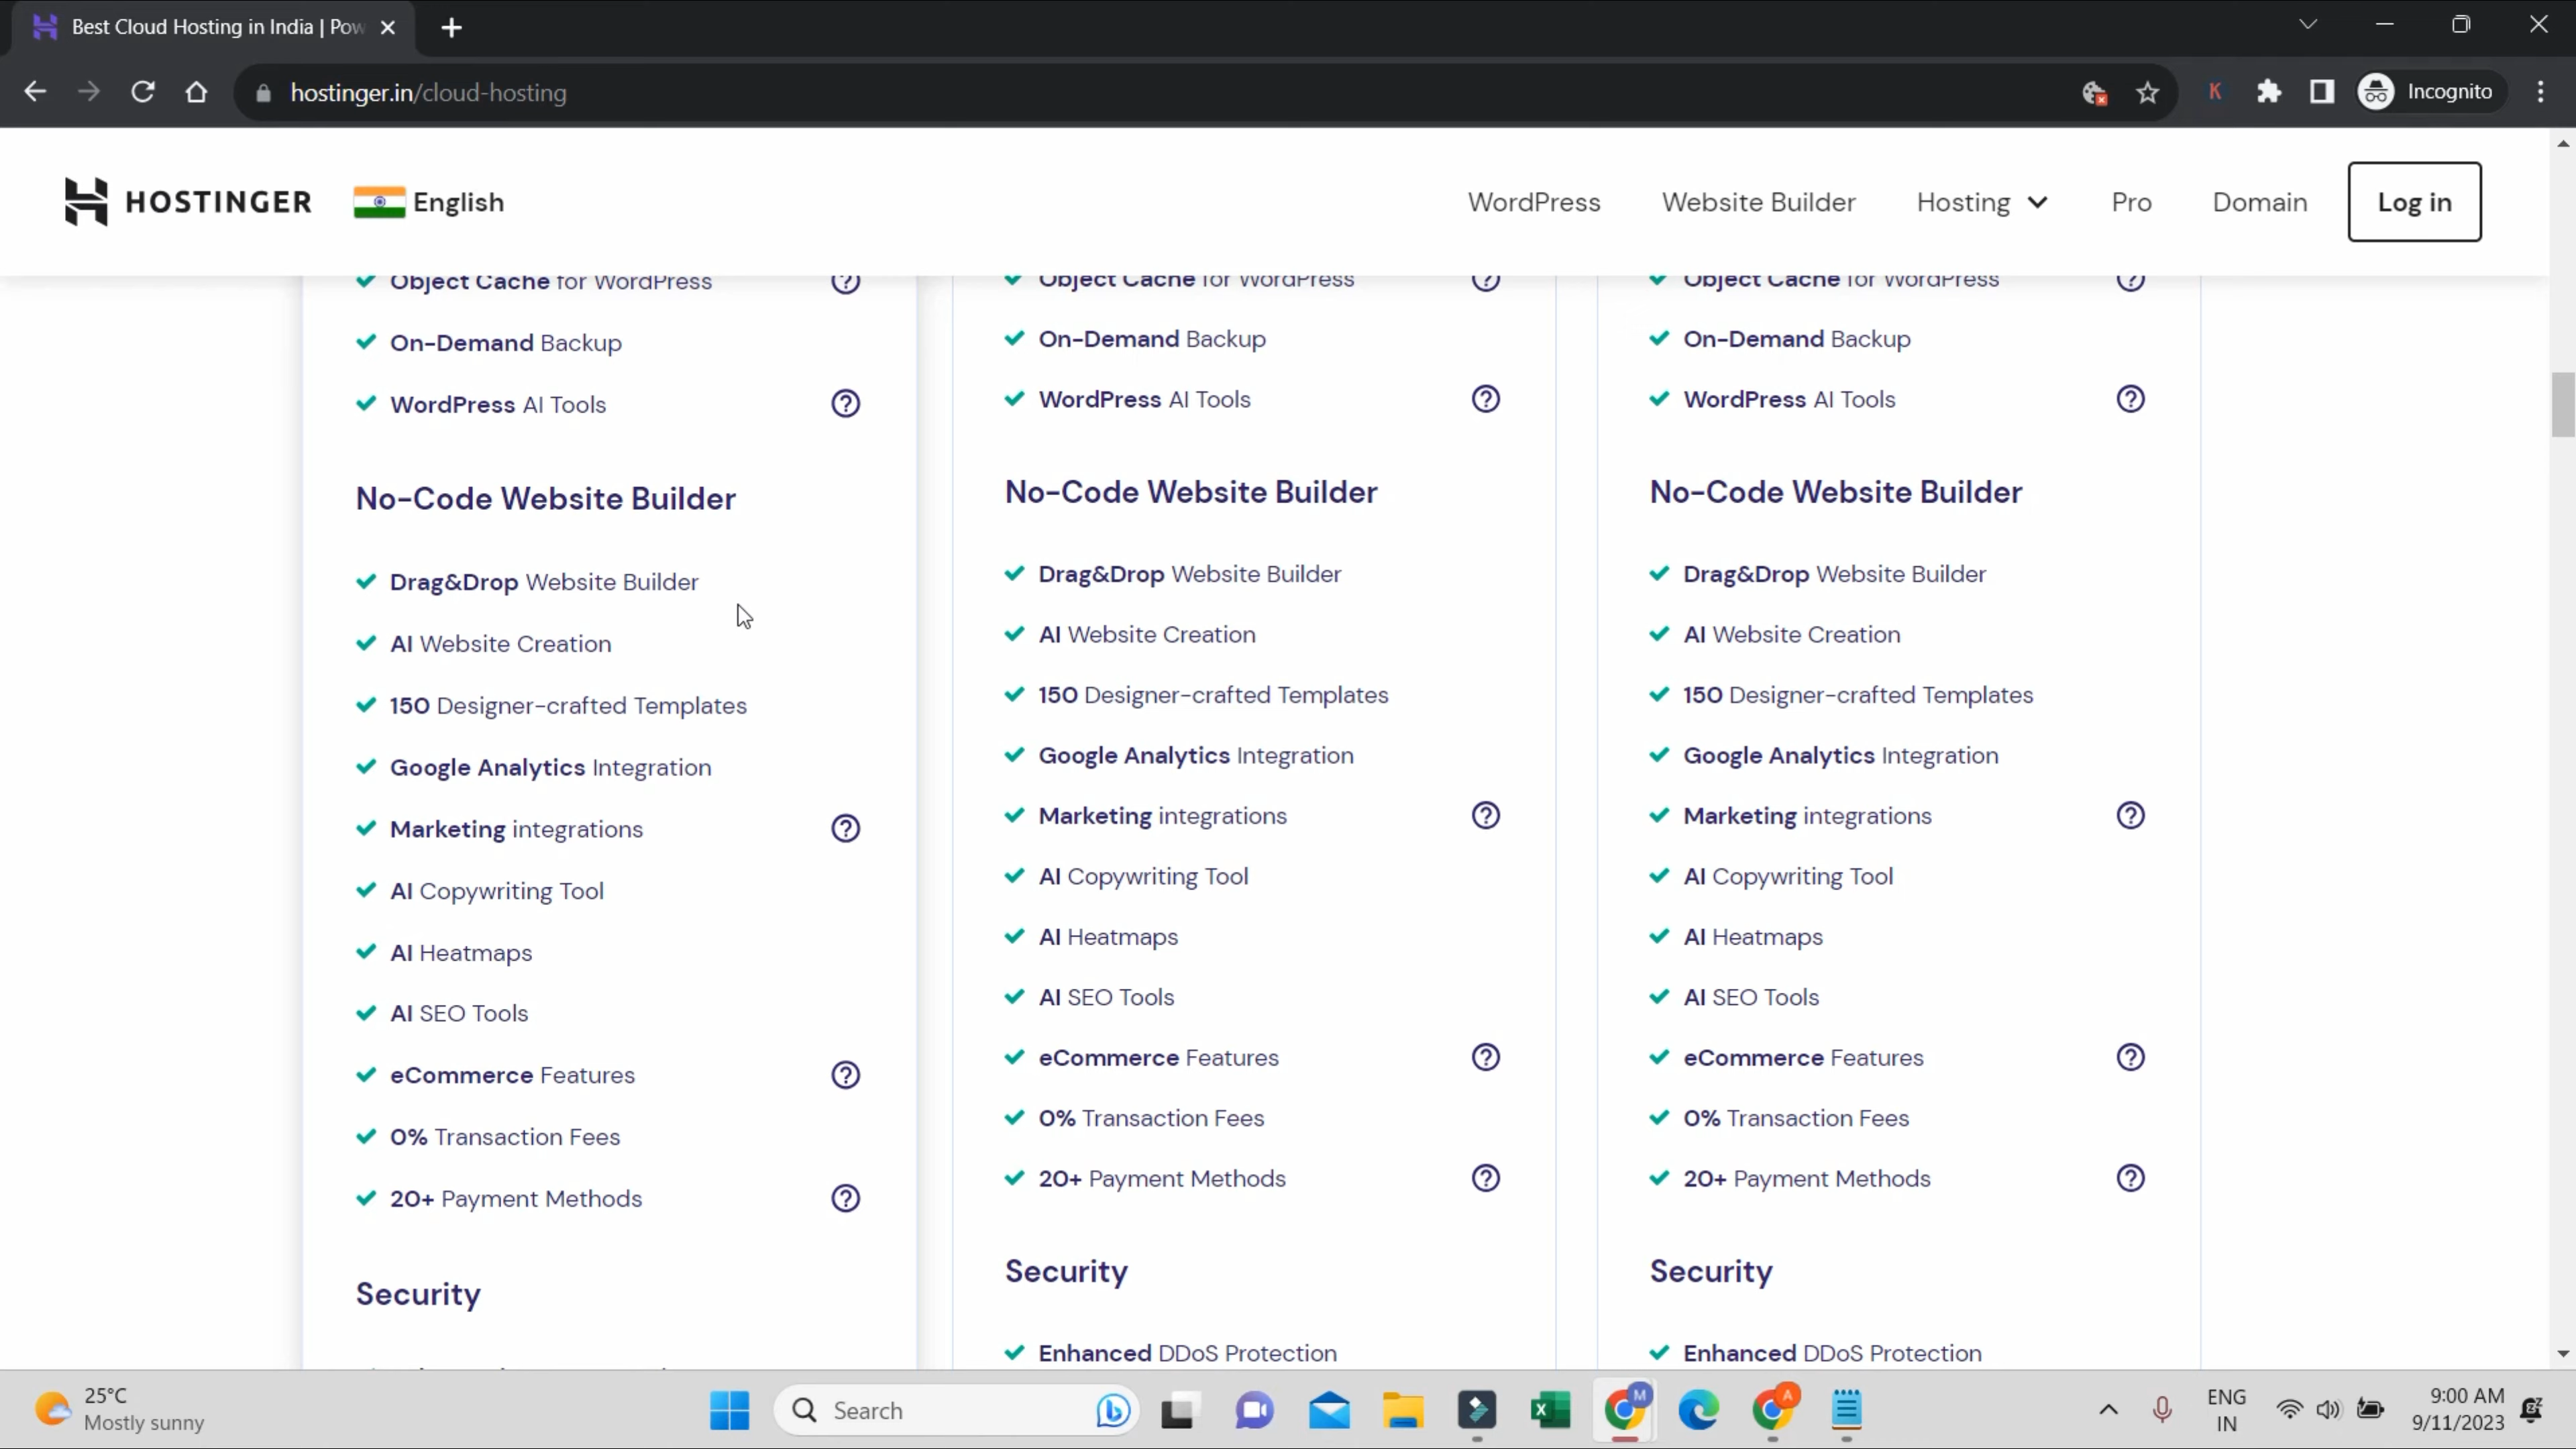 Best Cloud Hosting in India | Pow
hostinger.in/cloud-hosting
K
Incognito
HOSTINGER
English
WordPress
Website Builder
Hosting
Pro
Domain
Log in
Object Cache for WordPress
On-Demand Backup
WordPress AI Tools
No-Code Website Builder
Drag&Drop Website Builder
AI Website Creation
150 Designer-crafted Templates
Google Analytics Integration
Marketing integrations
AI Copywriting Tool
AI Heatmaps
AI SEO Tools
eCommerce Features
0% Transaction Fees
20+ Payment Methods
Security
Object Cache for WordPress
On-Demand Backup
WordPress AI Tools
No-Code Website Builder
Drag&Drop Website Builder
AI Website Creation
150 Designer-crafted Templates
Google Analytics Integration
Marketing integrations
AI Copywriting Tool
AI Heatmaps
AI SEO Tools
eCommerce Features
0% Transaction Fees
20+ Payment Methods
Security
Enhanced DDoS Protection
Object Cache for WordPress
On-Demand Backup
WordPress AI Tools
No-Code Website Builder
Drag&Drop Website Builder
AI Website Creation
150 Designer-crafted Templates
Google Analytics Integration
Marketing integrations
AI Copywriting Tool
AI Heatmaps
AI SEO Tools
eCommerce Features
0% Transaction Fees
20+ Payment Methods
Security
Enhanced DDoS Protection
25°C
Mostly sunny
Search
M
A
ENG
IN
9:00 AM
9/11/2023